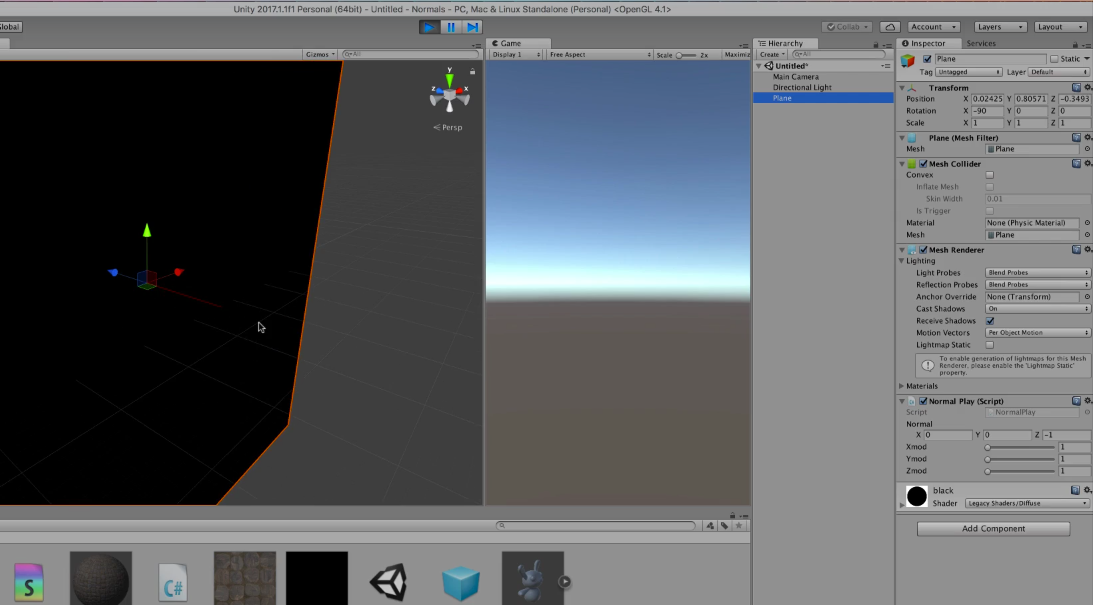 Unity 2017.1.1f1 Personal (64bit) - Untitled - Normals - PC, Mac & Linux Standalone (Personal) <OpenGL 4.1>
lobal
Collab
Account
Layers
Layout
Gizmos
All
y
z
x
Persp
Game
Display 1
Free Aspect
Scale
2x
Maximiz
Hierarchy
Create
All
Untitled*
Main Camera
Directional Light
Plane
Inspector
Services
Plane
Static
Tag
Untagged
Layer
Default
Transform
Position X 0.02425 Y 0.80571 Z -0.3493
Rotation X -90 Y 0 Z 0
Scale X 1 Y 1 Z 1
Plane (Mesh Filter)
Mesh Plane
Mesh Collider
Convex
Inflate Mesh
Skin Width 0.01
Is Trigger
Material None (Physic Material)
Mesh Plane
Mesh Renderer
Lighting
Light Probes Blend Probes
Reflection Probes Blend Probes
Anchor Override None (Transform)
Cast Shadows On
Receive Shadows
Motion Vectors Per Object Motion
Lightmap Static
To enable generation of lightmaps for this Mesh
Renderer, please enable the 'Lightmap Static'
property.
Materials
Normal Play (Script)
Script NormalPlay
Normal
X 0 Y 0 Z -1
Xmod 1
Ymod 1
Zmod 1
black
Shader Legacy Shaders/Diffuse
Add Component
S
C#